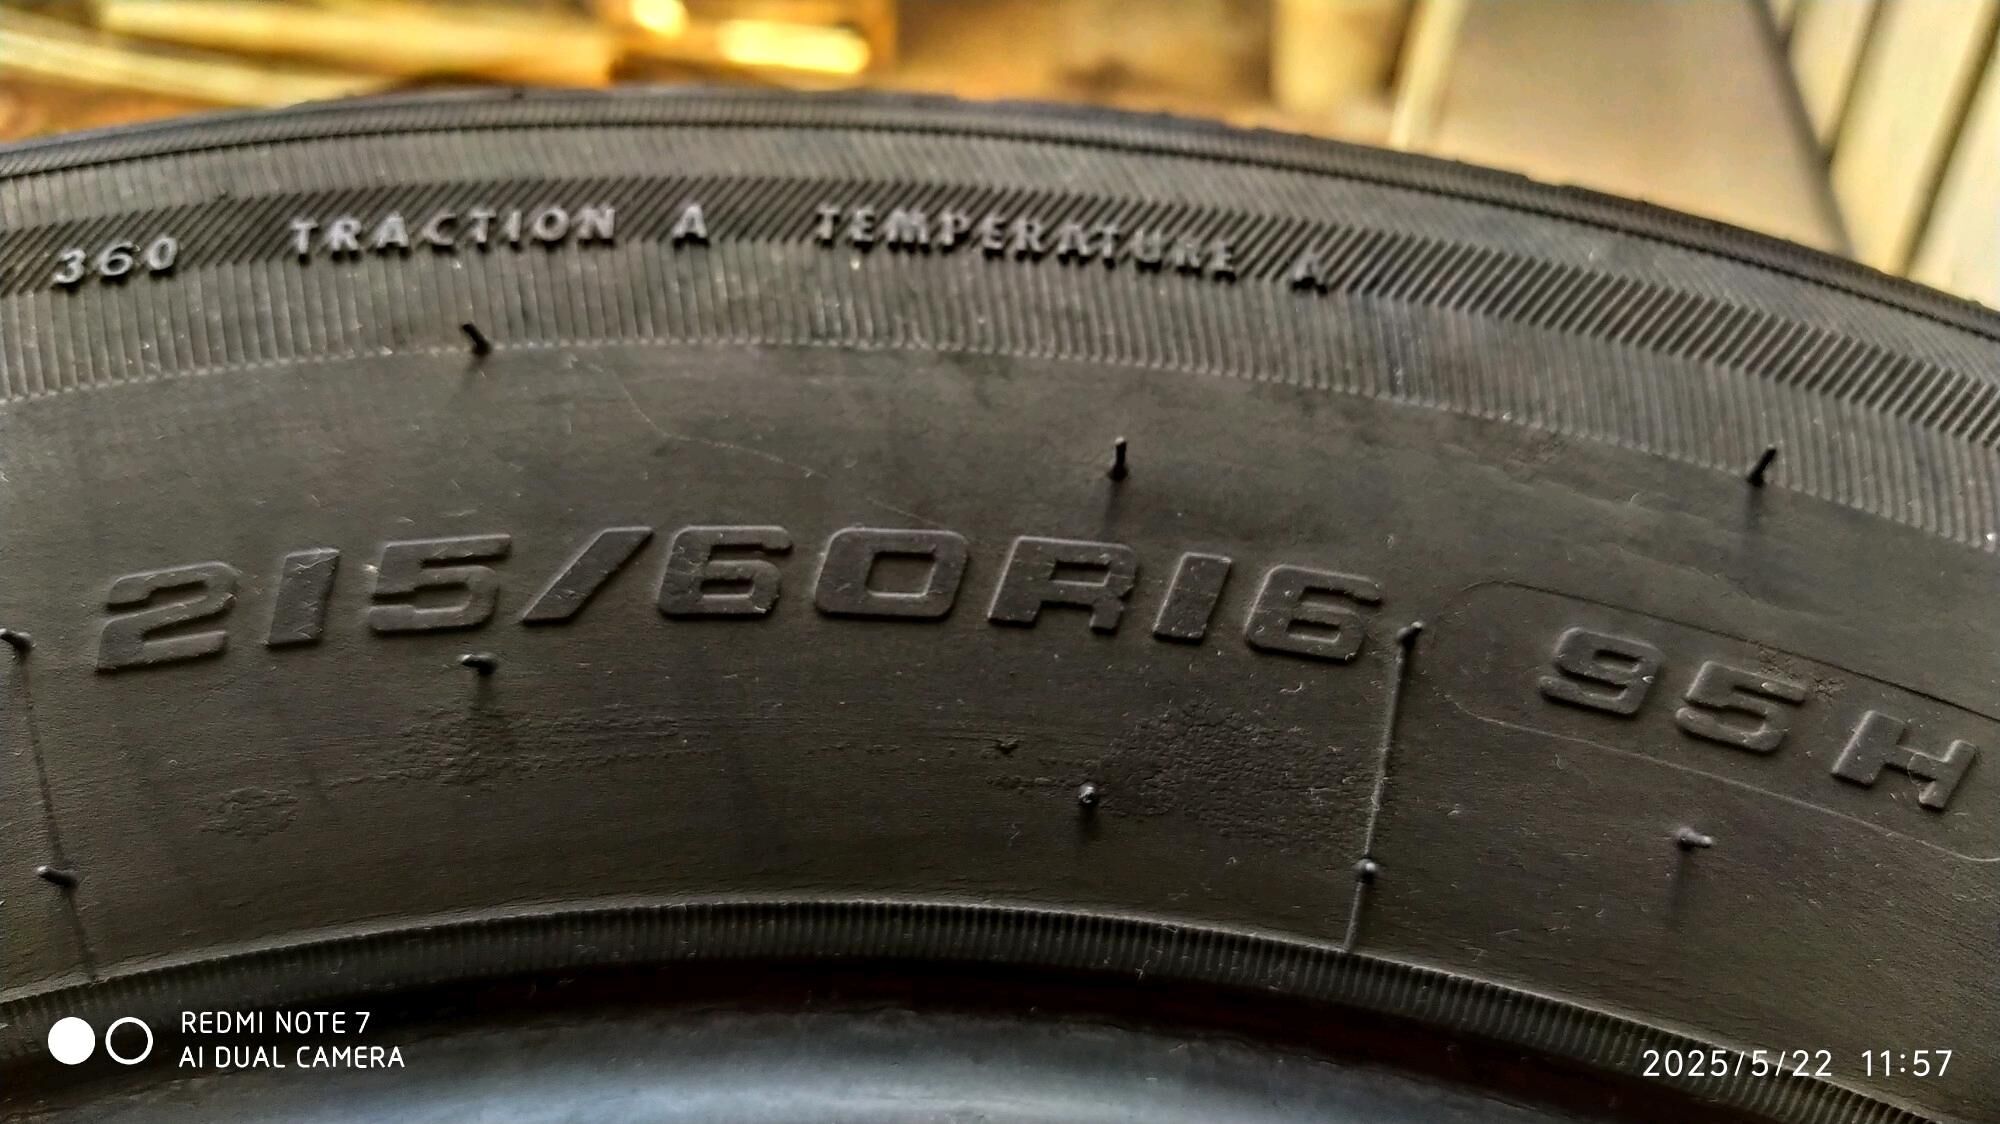 360 TRACTION A TEMPERATURE A
215/60R16 95H
REDMI NOTE 7
AI DUAL CAMERA
2025/5/22 11:57